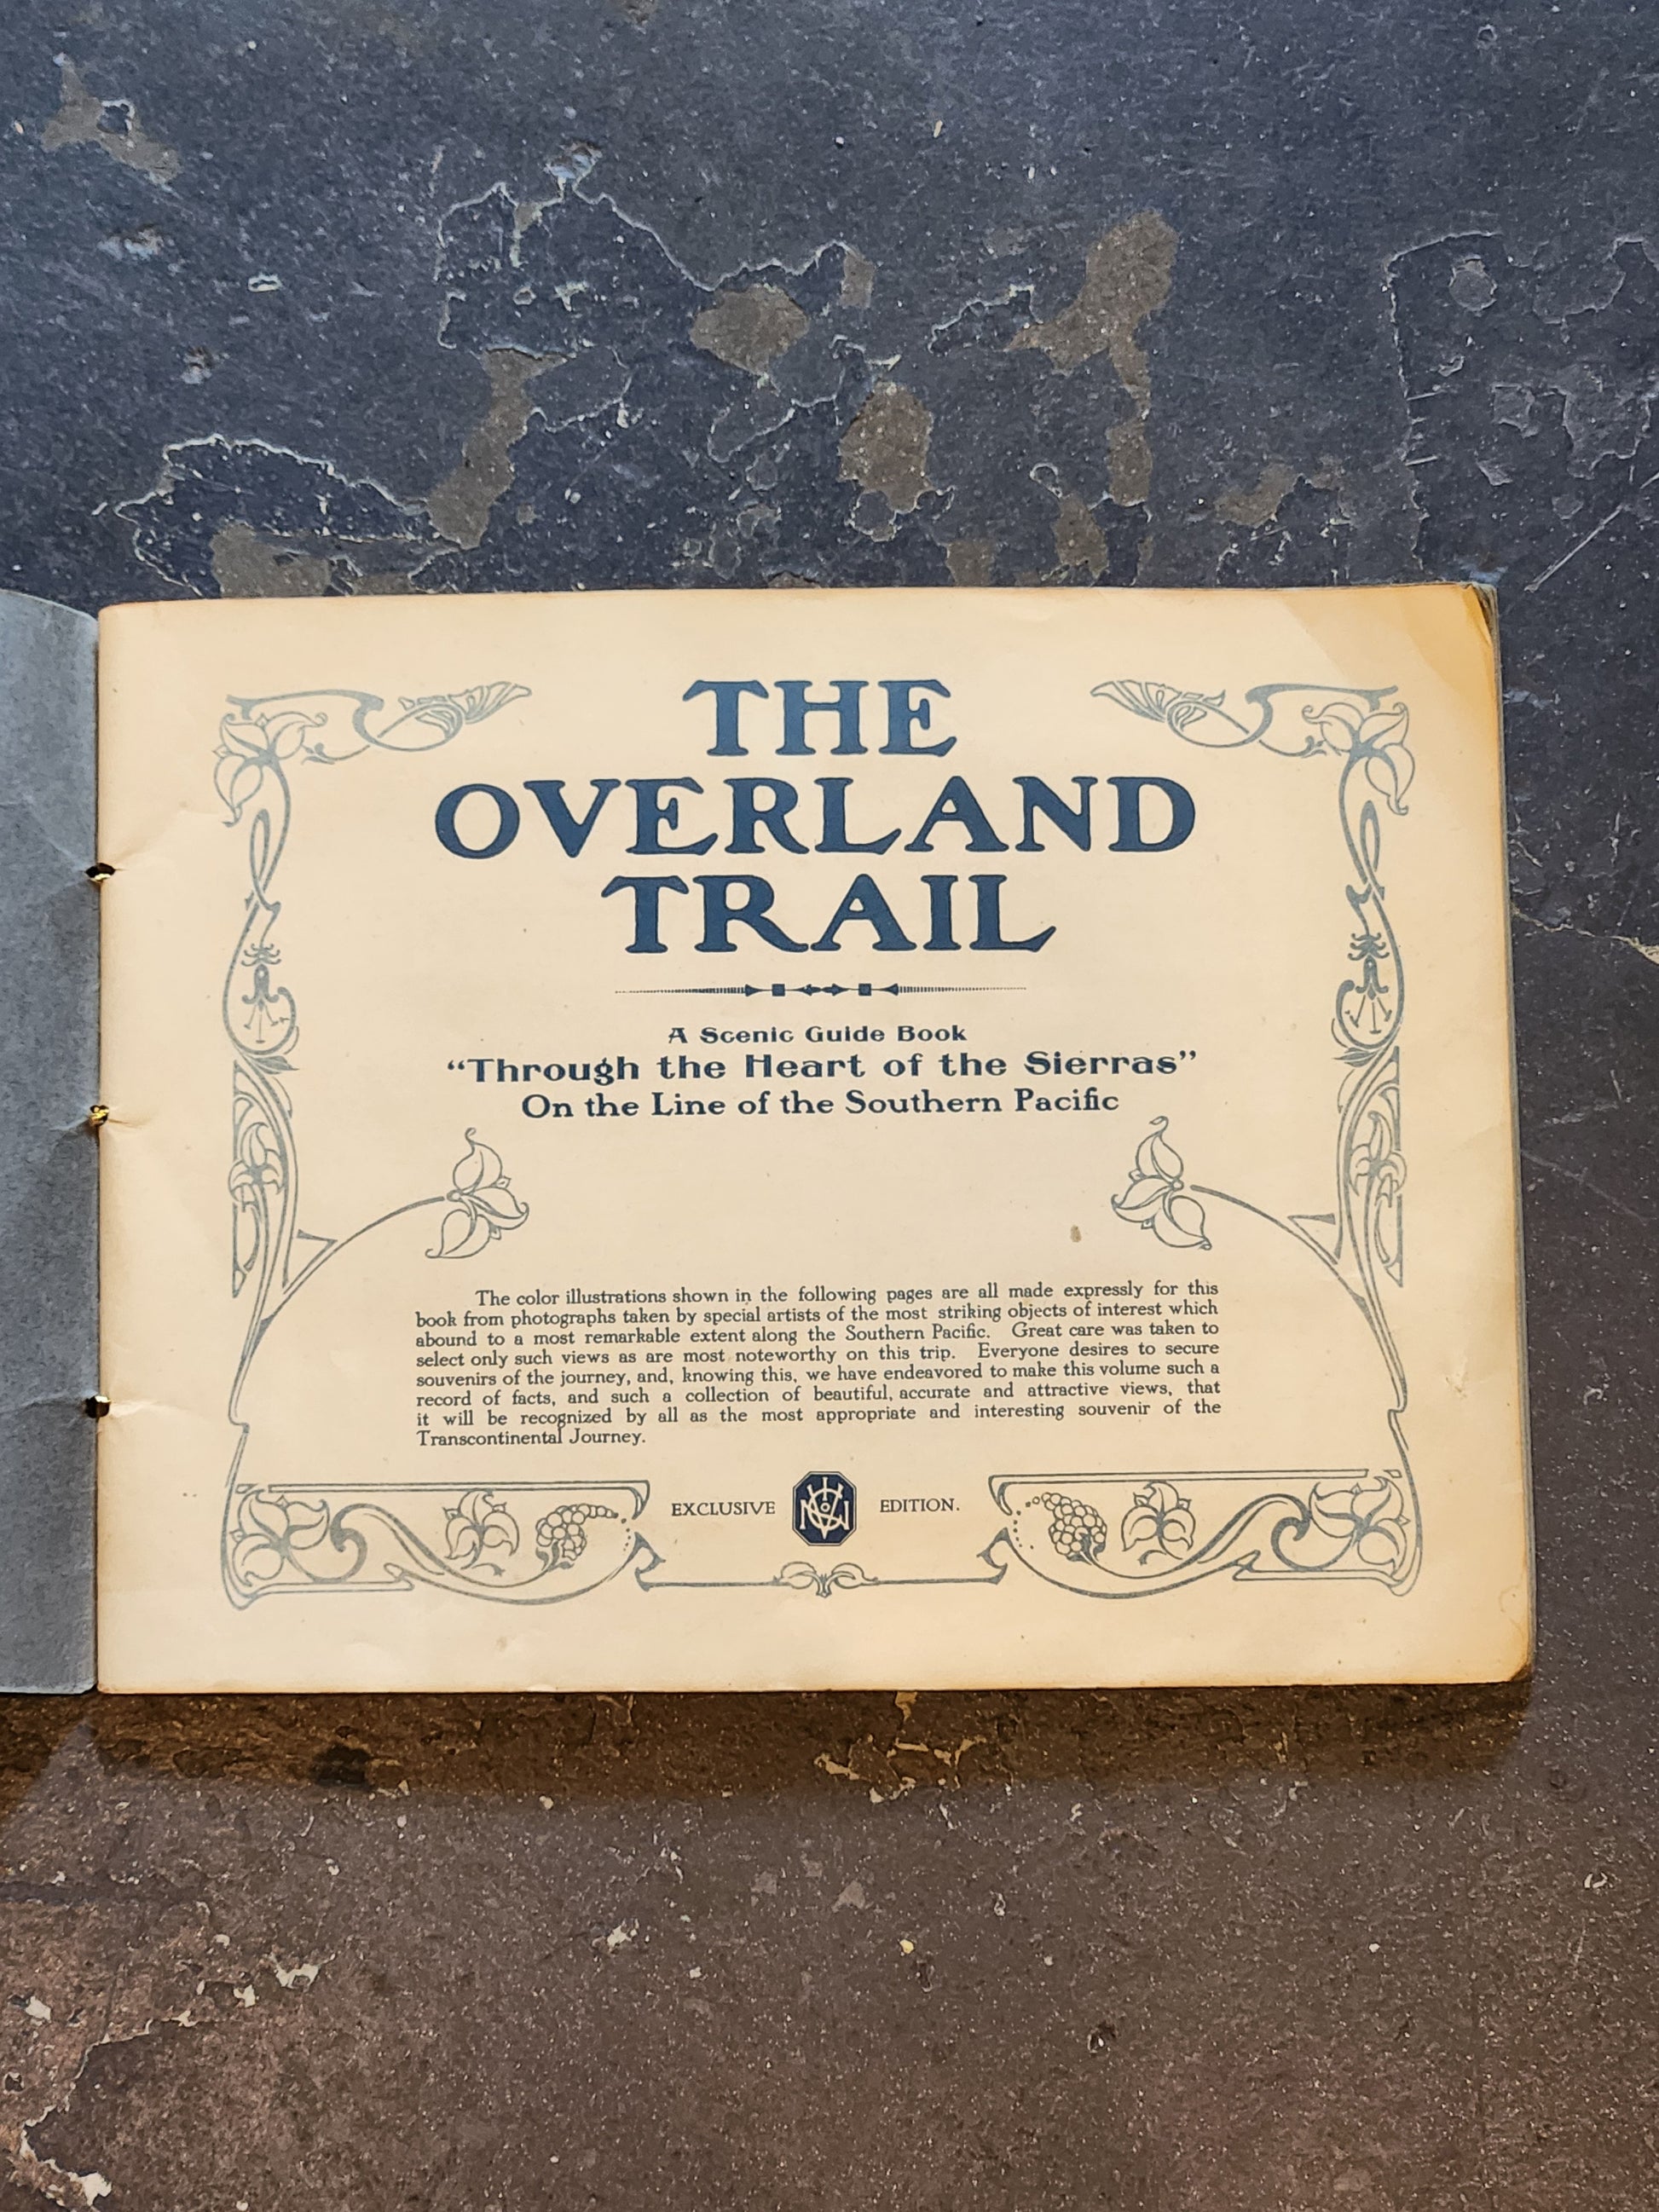 THE
OVERLAND
TRAIL
A Scenic Guide Book
“Through the Heart of the Sierras”
On the Line of the Southern Pacific
The color illustrations shown in the following pages are all made expressly for this
book from photographs taken by special artists of the most striking objects of interest which
abound to a most remarkable extent along the Southern Pacific. Great care was taken to
select only such views as are most noteworthy on this trip. Everyone desires to secure
souvenirs of the journey, and, knowing this, we have endeavored to make this volume such a
record of facts, and such a collection of beautiful, accurate and attractive views, that
it will be recognized by all as the most appropriate and interesting souvenir of the
Transcontinental Journey.
EXCLUSIVE EDITION.